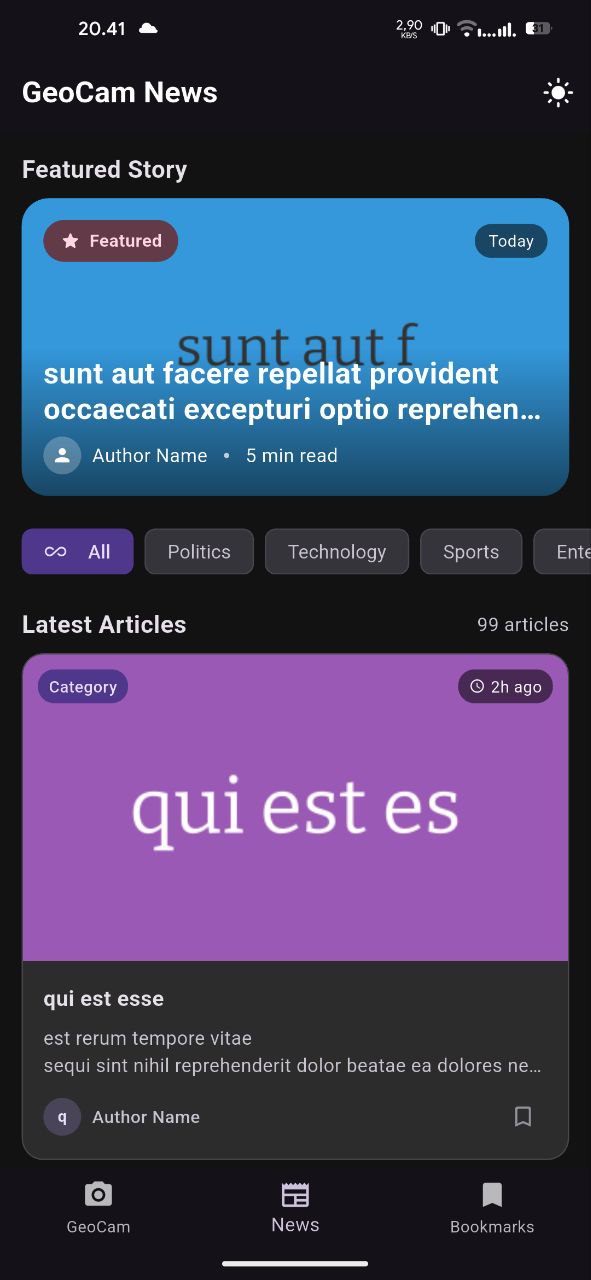 20.41
2,90
KB/S
31
GeoCam News
Featured Story
Featured
Today
sunt aut f
sunt aut facere repellat provident
occaecati excepturi optio reprehen...
Author Name • 5 min read
All
Politics
Technology
Sports
Ente
Latest Articles
99 articles
Category
2h ago
qui est es
qui est esse
est rerum tempore vitae
sequi sint nihil reprehenderit dolor beatae ea dolores ne...
q
Author Name
GeoCam
News
Bookmarks